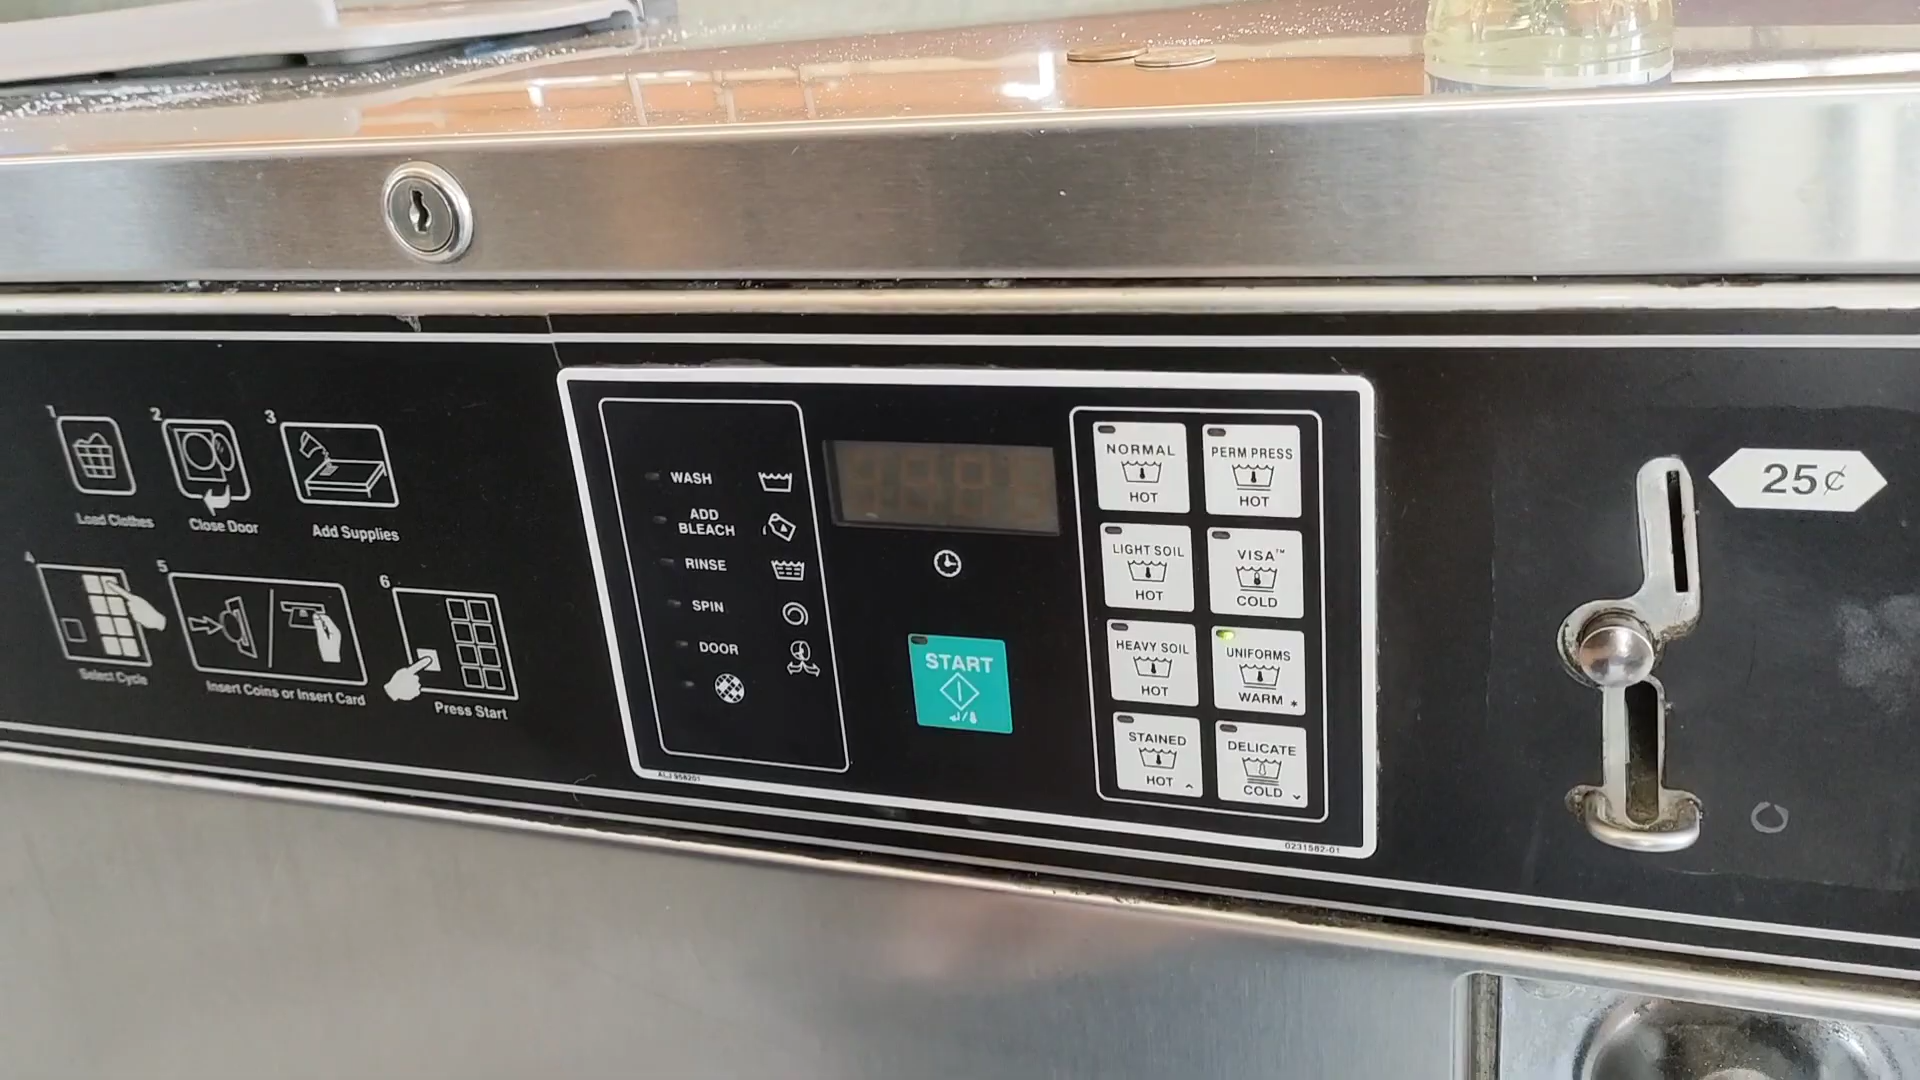 1
2
3
Load Clothes
Close Door
Add Supplies
4
5
6
Select Cycle
Insert Coins or Insert Card
Press Start
WASH
ADD
BLEACH
RINSE
SPIN
DOOR
START
NORMAL
HOT
PERM PRESS
HOT
LIGHT SOIL
HOT
VISA™
COLD
HEAVY SOIL
HOT
UNIFORMS
WARM *
STAINED
HOT
DELICATE
COLD
0231582-01
25¢